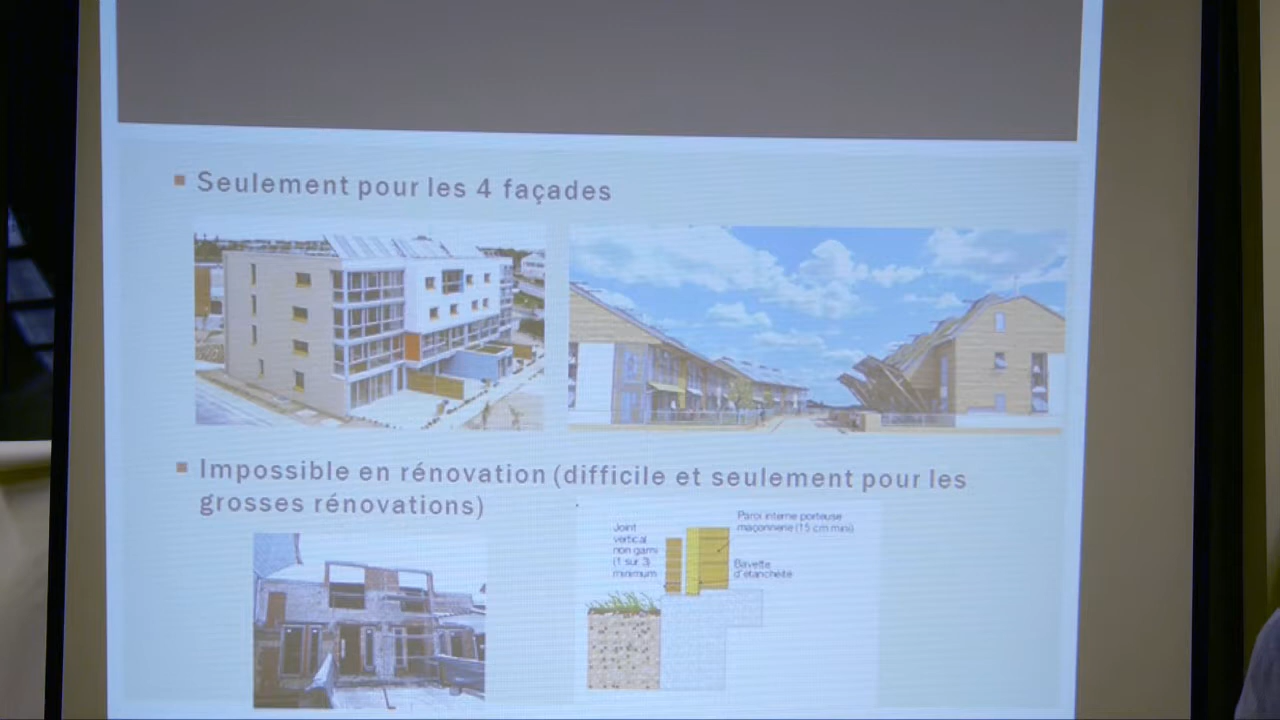 Seulement pour les 4 façades
Impossible en rénovation (difficile et seulement pour les
grosses rénovations)
Joint
vertical
non garni
(1 sur 3)
minimum
Paroi interne porteuse
maçonnerie (15 cm mini)
Bavette
d'étanchéité